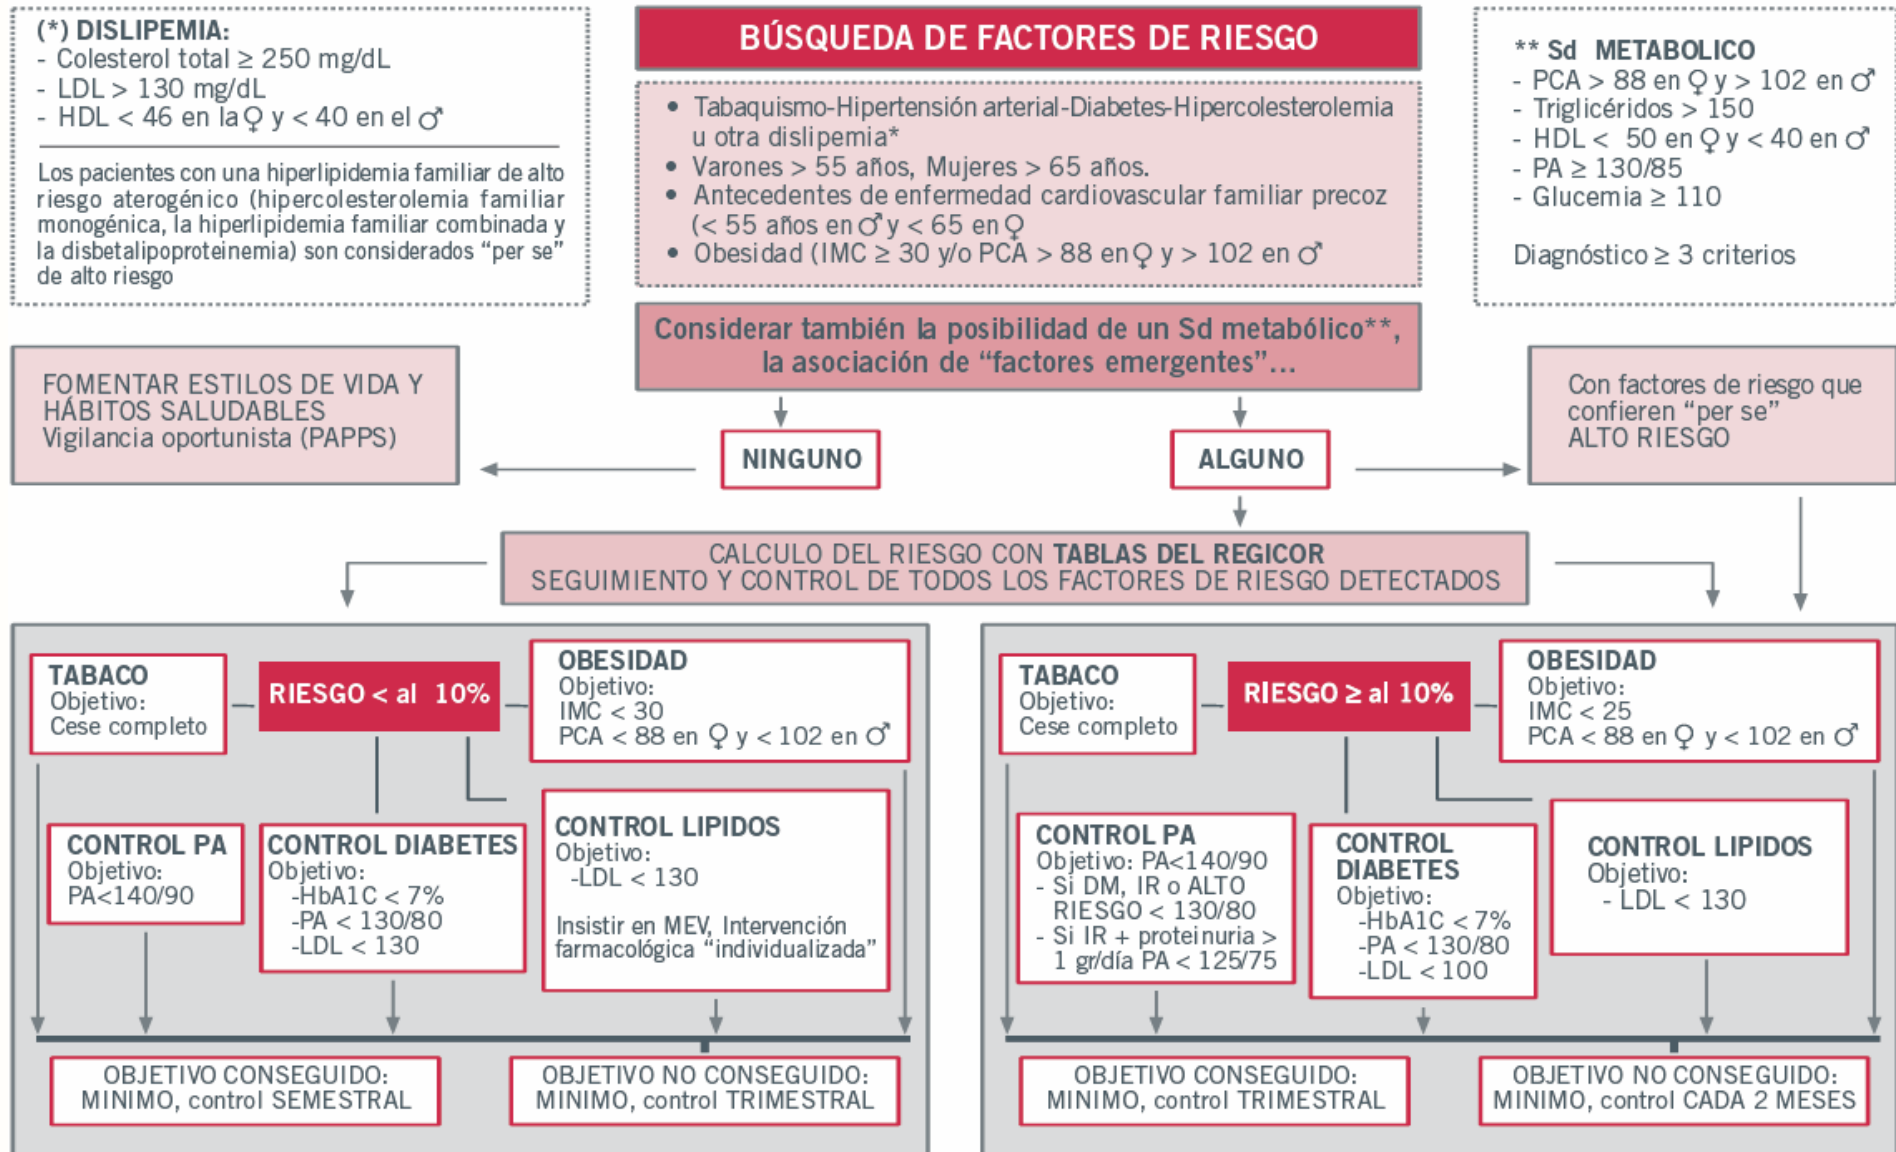 (*) DISLIPEMIA:
- Colesterol total ≥ 250 mg/dL
- LDL > 130 mg/dL
- HDL < 46 en la ♀ y < 40 en el ♂
Los pacientes con una hiperlipidemia familiar de alto
riesgo aterogénico (hipercolesterolemia familiar
monogénica, la hiperlipidemia familiar combinada y
la disbetalipoproteinemia) son considerados “per se”
de alto riesgo
BÚSQUEDA DE FACTORES DE RIESGO
• Tabaquismo-Hipertensión arterial-Diabetes-Hipercolesterolemia
u otra dislipemia*
• Varones > 55 años, Mujeres > 65 años.
• Antecedentes de enfermedad cardiovascular familiar precoz
(< 55 años en ♂ y < 65 en ♀
• Obesidad (IMC ≥ 30 y/o PCA > 88 en ♀ y > 102 en ♂
** Sd METABOLICO
- PCA > 88 en ♀ y > 102 en ♂
- Triglicéridos > 150
- HDL < 50 en ♀ y < 40 en ♂
- PA ≥ 130/85
- Glucemia ≥ 110
Diagnóstico ≥ 3 criterios
Considerar también la posibilidad de un Sd metabólico**,
la asociación de “factores emergentes”...
FOMENTAR ESTILOS DE VIDA Y
HÁBITOS SALUDABLES
Vigilancia oportunista (PAPPS)
NINGUNO
ALGUNO
Con factores de riesgo que
confieren “per se”
ALTO RIESGO
CALCULO DEL RIESGO CON TABLAS DEL REGICOR
SEGUIMIENTO Y CONTROL DE TODOS LOS FACTORES DE RIESGO DETECTADOS
TABACO
Objetivo:
Cese completo
RIESGO < al 10%
OBESIDAD
Objetivo:
IMC < 30
PCA < 88 en ♀ y < 102 en ♂
CONTROL PA
Objetivo:
PA<140/90
CONTROL DIABETES
Objetivo:
-HbA1C < 7%
-PA < 130/80
-LDL < 130
CONTROL LIPIDOS
Objetivo:
-LDL < 130
Insistir en MEV, Intervención
farmacológica “individualizada”
OBJETIVO CONSEGUIDO:
MINIMO, control SEMESTRAL
OBJETIVO NO CONSEGUIDO:
MINIMO, control TRIMESTRAL
TABACO
Objetivo:
Cese completo
RIESGO ≥ al 10%
OBESIDAD
Objetivo:
IMC < 25
PCA < 88 en ♀ y < 102 en ♂
CONTROL PA
Objetivo: PA<140/90
- Si DM, IR o ALTO
RIESGO < 130/80
- Si IR + proteinuria >
1 gr/día PA < 125/75
CONTROL
DIABETES
Objetivo:
-HbA1C < 7%
-PA < 130/80
-LDL < 100
CONTROL LIPIDOS
Objetivo:
- LDL < 130
OBJETIVO CONSEGUIDO:
MINIMO, control TRIMESTRAL
OBJETIVO NO CONSEGUIDO:
MINIMO, control CADA 2 MESES